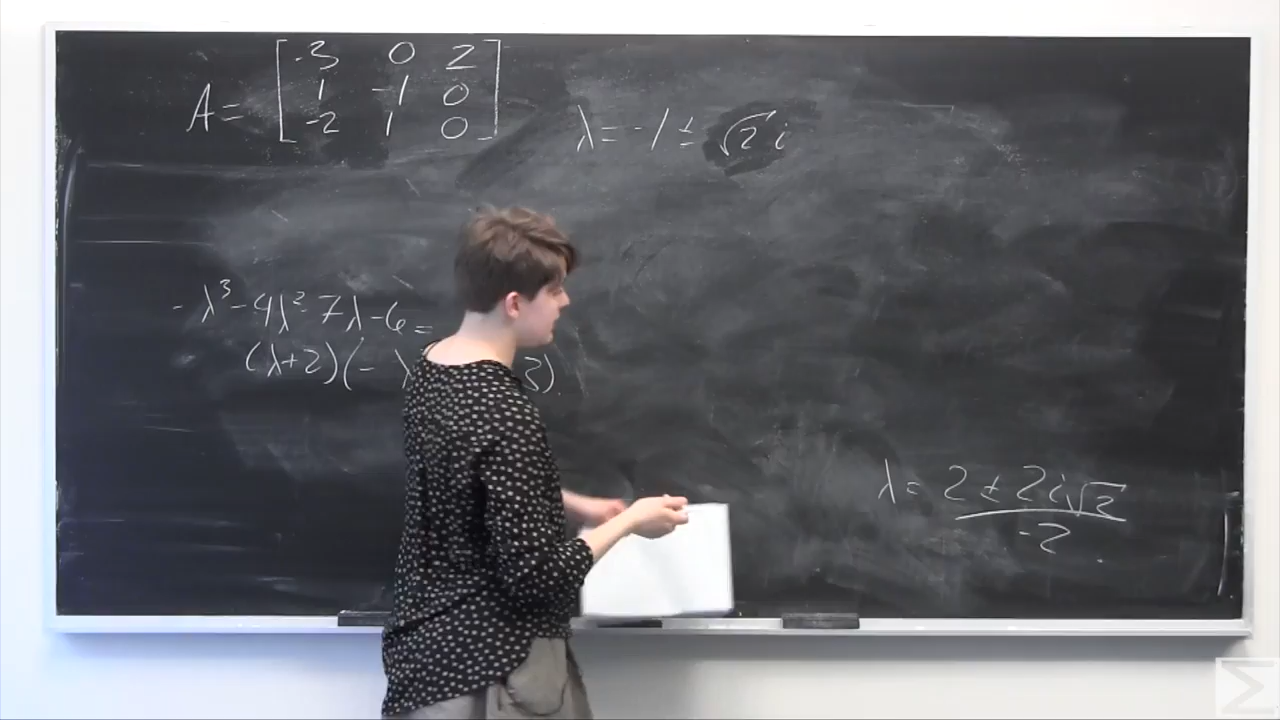 A = [ -3 0 2
1 -1 0
-2 1 0 ]
λ = -1 ± √2 i
-λ³ - 4λ² - 7λ - 6 =
(λ+2)(- λ 3)
λ = 2 ± 2i√2 / -2
Σ